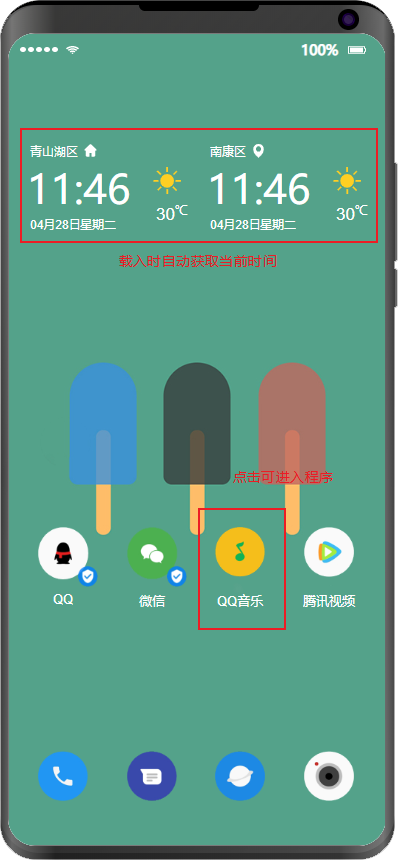 100%
青山湖区
南康区
11:46
11:46
30℃
30℃
04月28日星期二
04月28日星期二
载入时自动获取当前时间
点击可进入程序
QQ
微信
QQ音乐
腾讯视频